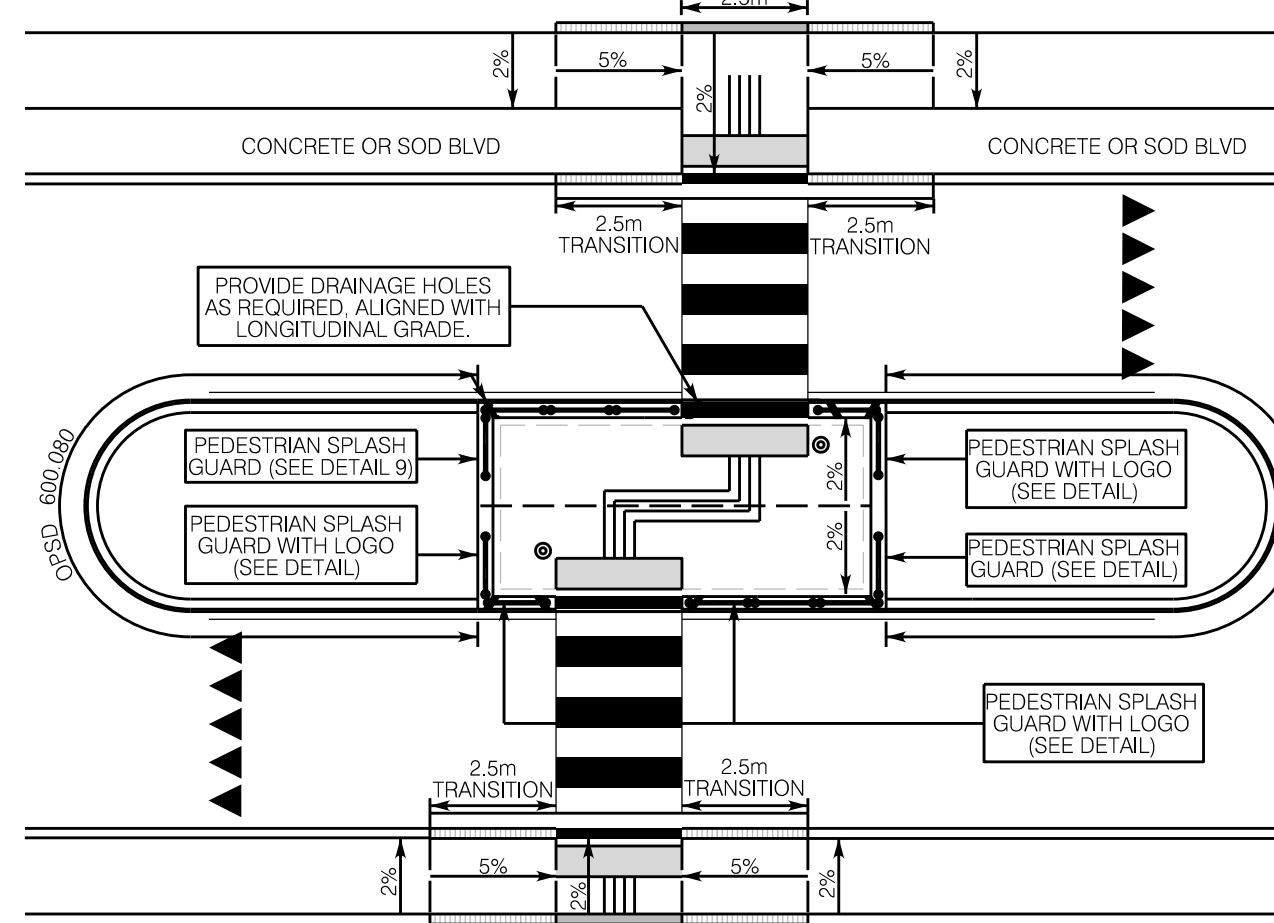 2.5m
2%
5%
2%
5%
2%
CONCRETE OR SOD BLVD
CONCRETE OR SOD BLVD
2.5m
TRANSITION
2.5m
TRANSITION
PROVIDE DRAINAGE HOLES
AS REQUIRED, ALIGNED WITH
LONGITUDINAL GRADE.
OPSD 600.080
PEDESTRIAN SPLASH
GUARD (SEE DETAIL 9)
PEDESTRIAN SPLASH
GUARD WITH LOGO
(SEE DETAIL)
2%
2%
PEDESTRIAN SPLASH
GUARD WITH LOGO
(SEE DETAIL)
PEDESTRIAN SPLASH
GUARD (SEE DETAIL)
PEDESTRIAN SPLASH
GUARD WITH LOGO
(SEE DETAIL)
2.5m
TRANSITION
2.5m
TRANSITION
2%
5%
2%
5%
2%